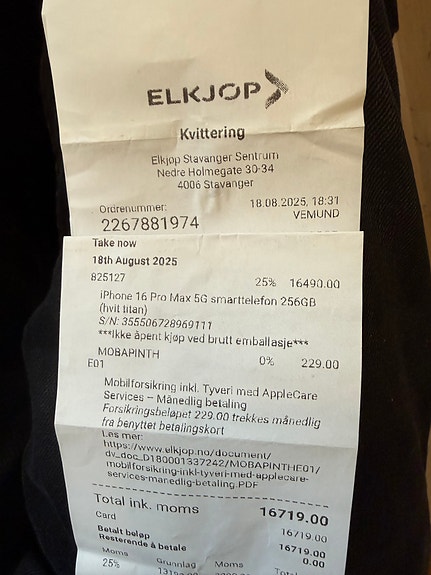 ELKJØP
Kvittering
Elkjøp Stavanger Sentrum
Nedre Holmegate 30-34
4006 Stavanger
Ordrenummer:
18.08.2025, 18:31
2267881974
VEMUND
Take now
18th August 2025
825127 25% 16490.00
iPhone 16 Pro Max 5G smarttelefon 256GB
(hvit titan)
S/N: 355506728969111
***Ikke åpent kjøp ved brutt emballasje***
MOBAPINTH 0% 229.00
E01
Mobilforsikring inkl. Tyveri med AppleCare
Services – Månedlig betaling
Forsikringsbeløpet 229.00 trekkes månedlig
fra benyttet betalingskort
Les mer:
https://www.elkjop.no/document/
dv_doc_D180001337242/MOBAPINTHE01/
mobilforsikring-inkl-tyveri-med-applecare-
services-manedlig-betaling.PDF
Total ink. moms 16719.00
Card 16719.00
Betalt beløp 16719.00
Resterende å betale 0.00
Moms Grunnlag Moms Total
25%